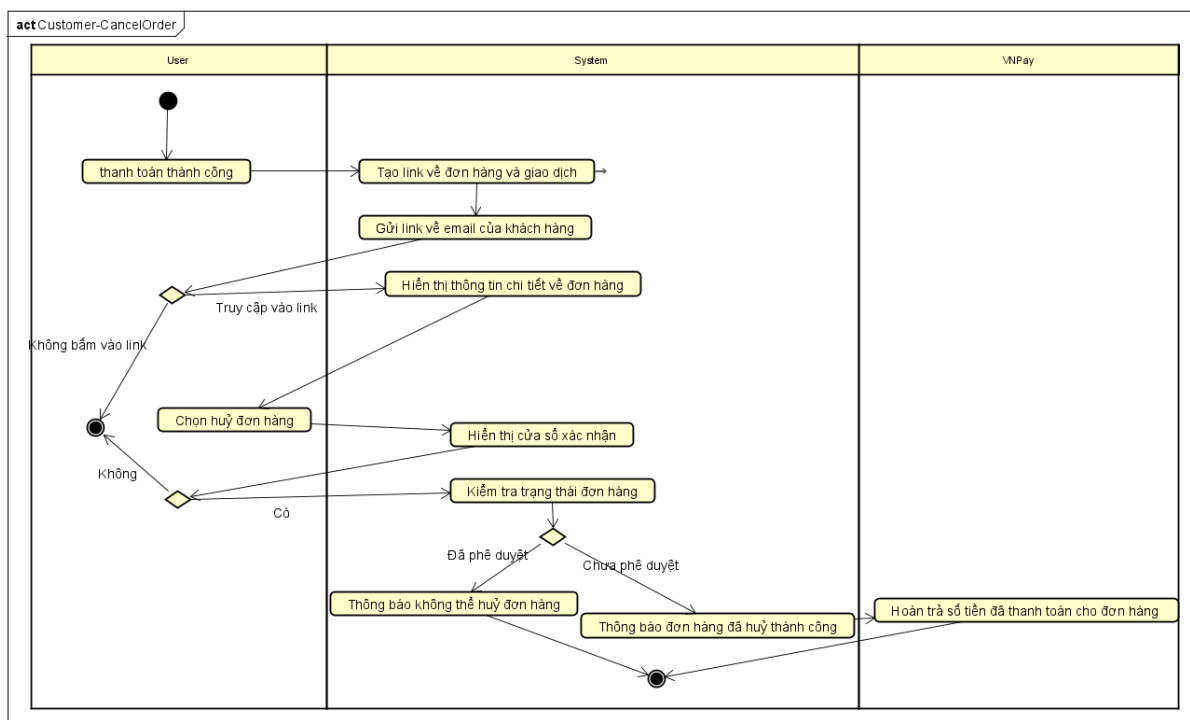 act Customer-CancelOrder
User
System
VNPay
thanh toán thành công
Tạo link về đơn hàng và giao dịch
Gửi link về email của khách hàng
Hiển thị thông tin chi tiết về đơn hàng
Truy cập vào link
Không bấm vào link
Chọn huỷ đơn hàng
Hiển thị cửa sổ xác nhận
Không
Kiểm tra trạng thái đơn hàng
Có
Đã phê duyệt
Chưa phê duyệt
Thông báo không thể huỷ đơn hàng
Hoàn trả số tiền đã thanh toán cho đơn hàng
Thông báo đơn hàng đã huỷ thành công